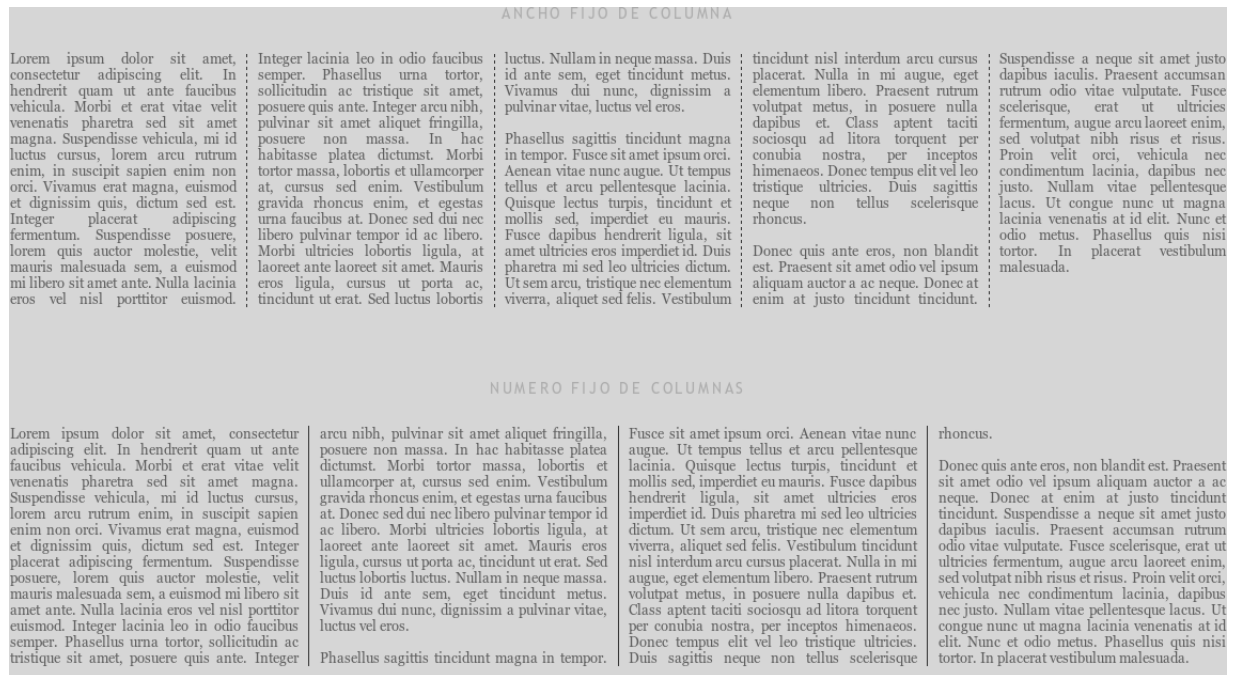 ANCHO FIJO DE COLUMNA
Lorem ipsum dolor sit amet,
consectetur adipiscing elit. In
hendrerit quam ut ante faucibus
vehicula. Morbi et erat vitae velit
venenatis pharetra sed sit amet
magna. Suspendisse vehicula, mi id
luctus cursus, lorem arcu rutrum
enim, in suscipit sapien enim non
orci. Vivamus erat magna, euismod
et dignissim quis, dictum sed est.
Integer placerat adipiscing
fermentum. Suspendisse posuere,
lorem quis auctor molestie, velit
mauris malesuada sem, a euismod
mi libero sit amet ante. Nulla lacinia
eros vel nisl porttitor euismod.
Integer lacinia leo in odio faucibus
semper. Phasellus urna tortor,
sollicitudin ac tristique sit amet,
posuere quis ante. Integer arcu nibh,
pulvinar sit amet aliquet fringilla,
posuere non massa. In hac
habitasse platea dictumst. Morbi
tortor massa, lobortis et ullamcorper
at, cursus sed enim. Vestibulum
gravida rhoncus enim, et egestas
urna faucibus at. Donec sed dui nec
libero pulvinar tempor id ac libero.
Morbi ultricies lobortis ligula, at
laoreet ante laoreet sit amet. Mauris
eros ligula, cursus ut porta ac,
tincidunt ut erat. Sed luctus lobortis
luctus. Nullam in neque massa. Duis
id ante sem, eget tincidunt metus.
Vivamus dui nunc, dignissim a
pulvinar vitae, luctus vel eros.
Phasellus sagittis tincidunt magna
in tempor. Fusce sit amet ipsum orci.
Aenean vitae nunc augue. Ut tempus
tellus et arcu pellentesque lacinia.
Quisque lectus turpis, tincidunt et
mollis sed, imperdiet eu mauris.
Fusce dapibus hendrerit ligula, sit
amet ultricies eros imperdiet id. Duis
pharetra mi sed leo ultricies dictum.
Ut sem arcu, tristique nec elementum
viverra, aliquet sed felis. Vestibulum
tincidunt nisl interdum arcu cursus
placerat. Nulla in mi augue, eget
elementum libero. Praesent rutrum
volutpat metus, in posuere nulla
dapibus et. Class aptent taciti
sociosqu ad litora torquent per
conubia nostra, per inceptos
himenaeos. Donec tempus elit vel leo
tristique ultricies. Duis sagittis
neque non tellus scelerisque
rhoncus.
Donec quis ante eros, non blandit
est. Praesent sit amet odio vel ipsum
aliquam auctor a ac neque. Donec at
enim at justo tincidunt tincidunt.
Suspendisse a neque sit amet justo
dapibus iaculis. Praesent accumsan
rutrum odio vitae vulputate. Fusce
scelerisque, erat ut ultricies
fermentum, augue arcu laoreet enim,
sed volutpat nibh risus et risus.
Proin velit orci, vehicula nec
condimentum lacinia, dapibus nec
justo. Nullam vitae pellentesque
lacus. Ut congue nunc ut magna
lacinia venenatis at id elit. Nunc et
odio metus. Phasellus quis nisi
tortor. In placerat vestibulum
malesuada.
NUMERO FIJO DE COLUMNAS
Lorem ipsum dolor sit amet, consectetur
adipiscing elit. In hendrerit quam ut ante
faucibus vehicula. Morbi et erat vitae velit
venenatis pharetra sed sit amet magna.
Suspendisse vehicula, mi id luctus cursus,
lorem arcu rutrum enim, in suscipit sapien
enim non orci. Vivamus erat magna, euismod
et dignissim quis, dictum sed est. Integer
placerat adipiscing fermentum. Suspendisse
posuere, lorem quis auctor molestie, velit
mauris malesuada sem, a euismod mi libero sit
amet ante. Nulla lacinia eros vel nisl porttitor
euismod. Integer lacinia leo in odio faucibus
semper. Phasellus urna tortor, sollicitudin ac
tristique sit amet, posuere quis ante. Integer
arcu nibh, pulvinar sit amet aliquet fringilla,
posuere non massa. In hac habitasse platea
dictumst. Morbi tortor massa, lobortis et
ullamcorper at, cursus sed enim. Vestibulum
gravida rhoncus enim, et egestas urna faucibus
at. Donec sed dui nec libero pulvinar tempor id
ac libero. Morbi ultricies lobortis ligula, at
laoreet ante laoreet sit amet. Mauris eros
ligula, cursus ut porta ac, tincidunt ut erat. Sed
luctus lobortis luctus. Nullam in neque massa.
Duis id ante sem, eget tincidunt metus.
Vivamus dui nunc, dignissim a pulvinar vitae,
luctus vel eros.
Phasellus sagittis tincidunt magna in tempor.
Fusce sit amet ipsum orci. Aenean vitae nunc
augue. Ut tempus tellus et arcu pellentesque
lacinia. Quisque lectus turpis, tincidunt et
mollis sed, imperdiet eu mauris. Fusce dapibus
hendrerit ligula, sit amet ultricies eros
imperdiet id. Duis pharetra mi sed leo ultricies
dictum. Ut sem arcu, tristique nec elementum
viverra, aliquet sed felis. Vestibulum tincidunt
nisl interdum arcu cursus placerat. Nulla in mi
augue, eget elementum libero. Praesent rutrum
volutpat metus, in posuere nulla dapibus et.
Class aptent taciti sociosqu ad litora torquent
per conubia nostra, per inceptos himenaeos.
Donec tempus elit vel leo tristique ultricies.
Duis sagittis neque non tellus scelerisque
rhoncus.
Donec quis ante eros, non blandit est. Praesent
sit amet odio vel ipsum aliquam auctor a ac
neque. Donec at enim at justo tincidunt
tincidunt. Suspendisse a neque sit amet justo
dapibus iaculis. Praesent accumsan rutrum
odio vitae vulputate. Fusce scelerisque, erat ut
ultricies fermentum, augue arcu laoreet enim,
sed volutpat nibh risus et risus. Proin velit orci,
vehicula nec condimentum lacinia, dapibus
nec justo. Nullam vitae pellentesque lacus. Ut
congue nunc ut magna lacinia venenatis at id
elit. Nunc et odio metus. Phasellus quis nisi
tortor. In placerat vestibulum malesuada.